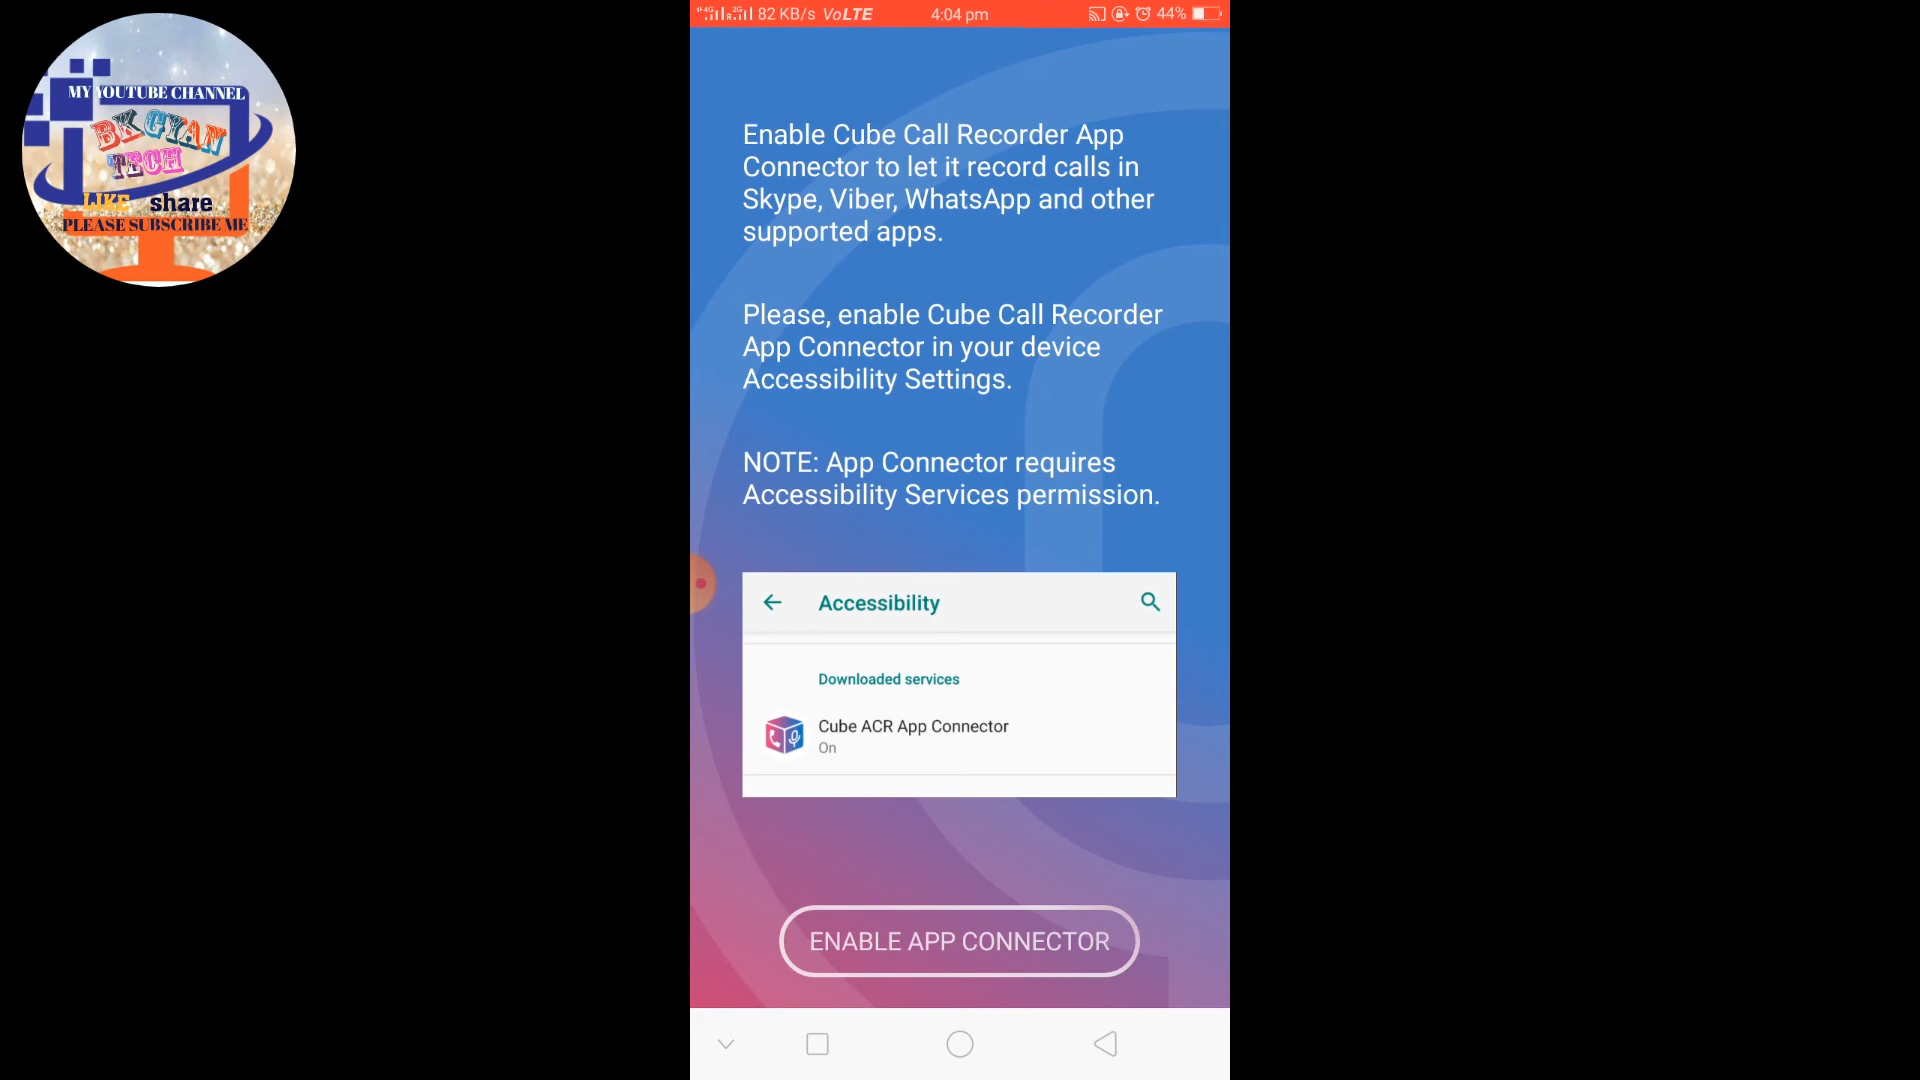 MY YOUTUBE CHANNEL
BK GYAN
TECH
LIKE share
PLEASE SUBSCRIBE ME
4G 2G 82 KB/s VoLTE 4:04 pm 44%
Enable Cube Call Recorder App
Connector to let it record calls in
Skype, Viber, WhatsApp and other
supported apps.
Please, enable Cube Call Recorder
App Connector in your device
Accessibility Settings.
NOTE: App Connector requires
Accessibility Services permission.
Accessibility
Downloaded services
Cube ACR App Connector
On
ENABLE APP CONNECTOR